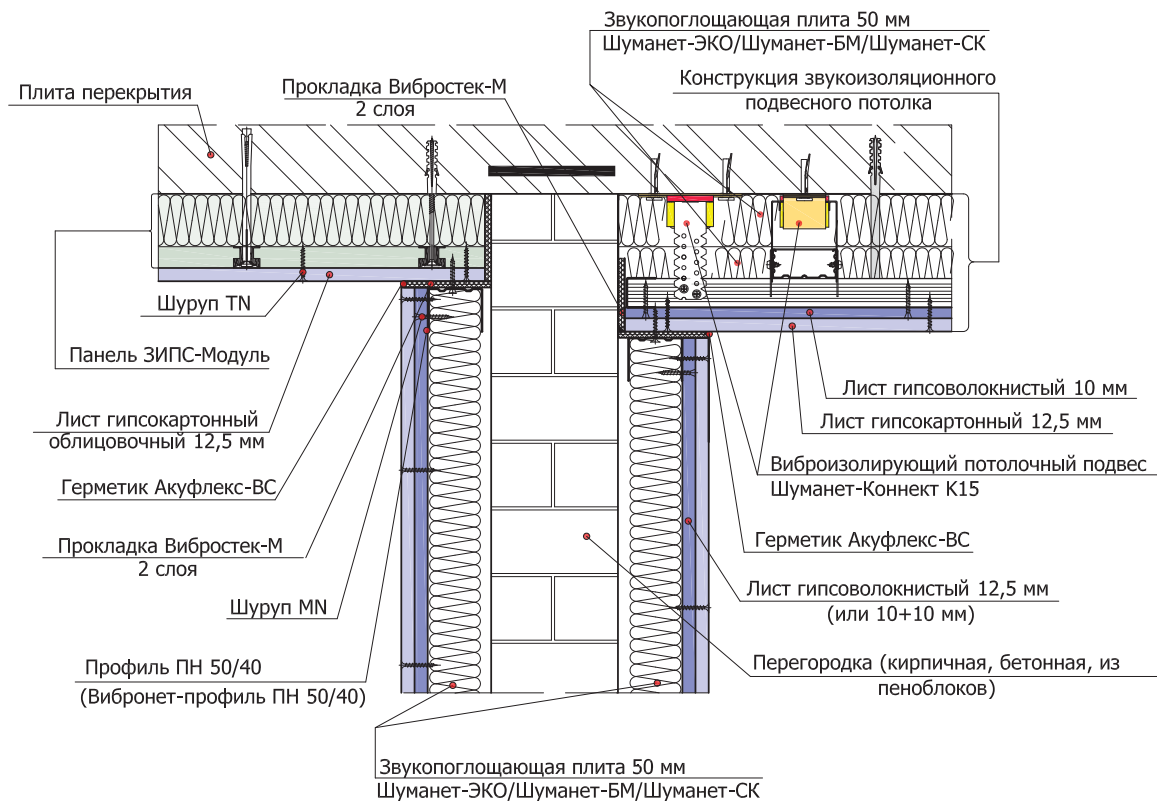 Звукопоглощающая плита 50 мм
Шуманет-ЭКО/Шуманет-БМ/Шуманет-СК
Плита перекрытия
Прокладка Вибростек-М
2 слоя
Конструкция звукоизоляционного
подвесного потолка
Шуруп TN
Панель ЗИПС-Модуль
Лист гипсокартонный
облицовочный 12,5 мм
Герметик Акуфлекс-ВС
Прокладка Вибростек-М
2 слоя
Шуруп MN
Профиль ПН 50/40
(Вибронет-профиль ПН 50/40)
Лист гипсоволокнистый 10 мм
Лист гипсокартонный 12,5 мм
Виброизолирующий потолочный подвес
Шуманет-Коннект К15
Герметик Акуфлекс-ВС
Лист гипсоволокнистый 12,5 мм
(или 10+10 мм)
Перегородка (кирпичная, бетонная, из
пеноблоков)
Звукопоглощающая плита 50 мм
Шуманет-ЭКО/Шуманет-БМ/Шуманет-СК